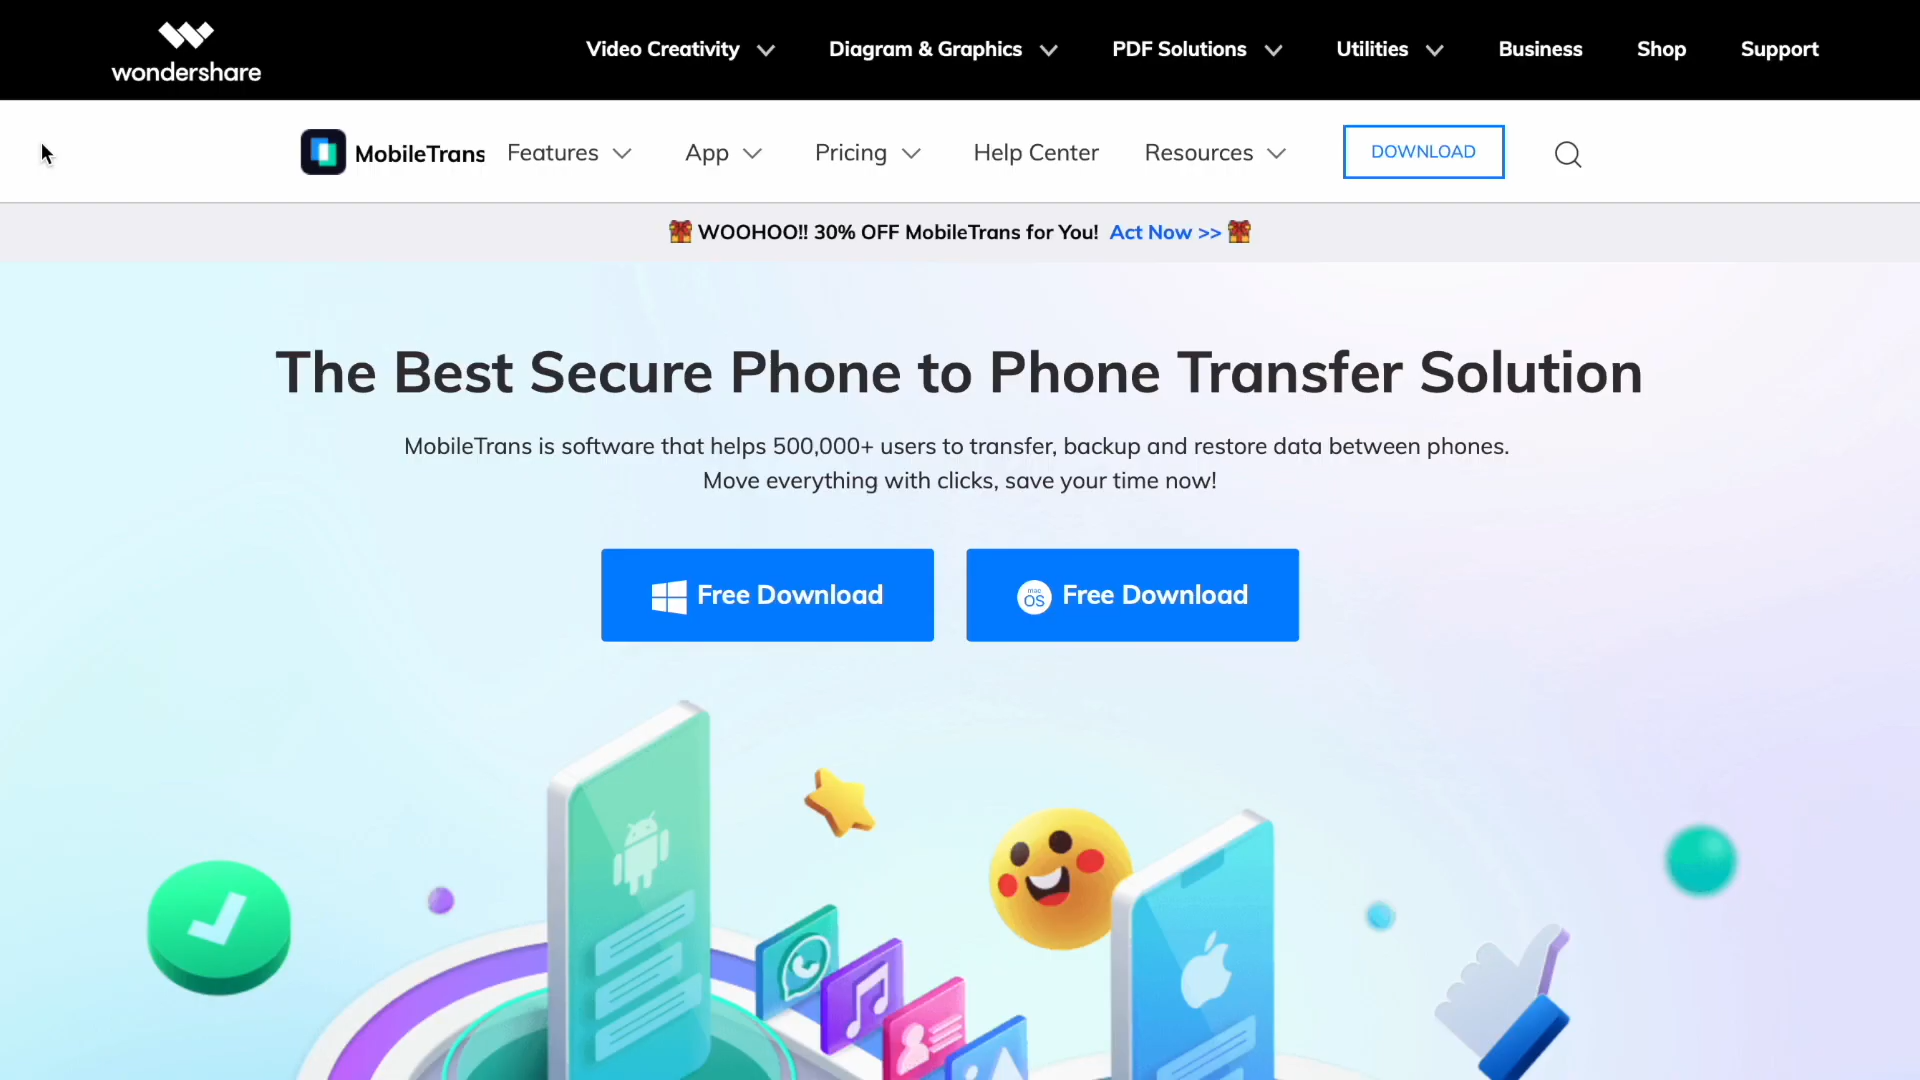 wondershare
Video Creativity Diagram & Graphics PDF Solutions Utilities Business Shop Support
MobileTrans Features App Pricing Help Center Resources DOWNLOAD
WOOHOO!! 30% OFF MobileTrans for You! Act Now >>
The Best Secure Phone to Phone Transfer Solution
MobileTrans is software that helps 500,000+ users to transfer, backup and restore data between phones.
Move everything with clicks, save your time now!
Free Download mac OS Free Download